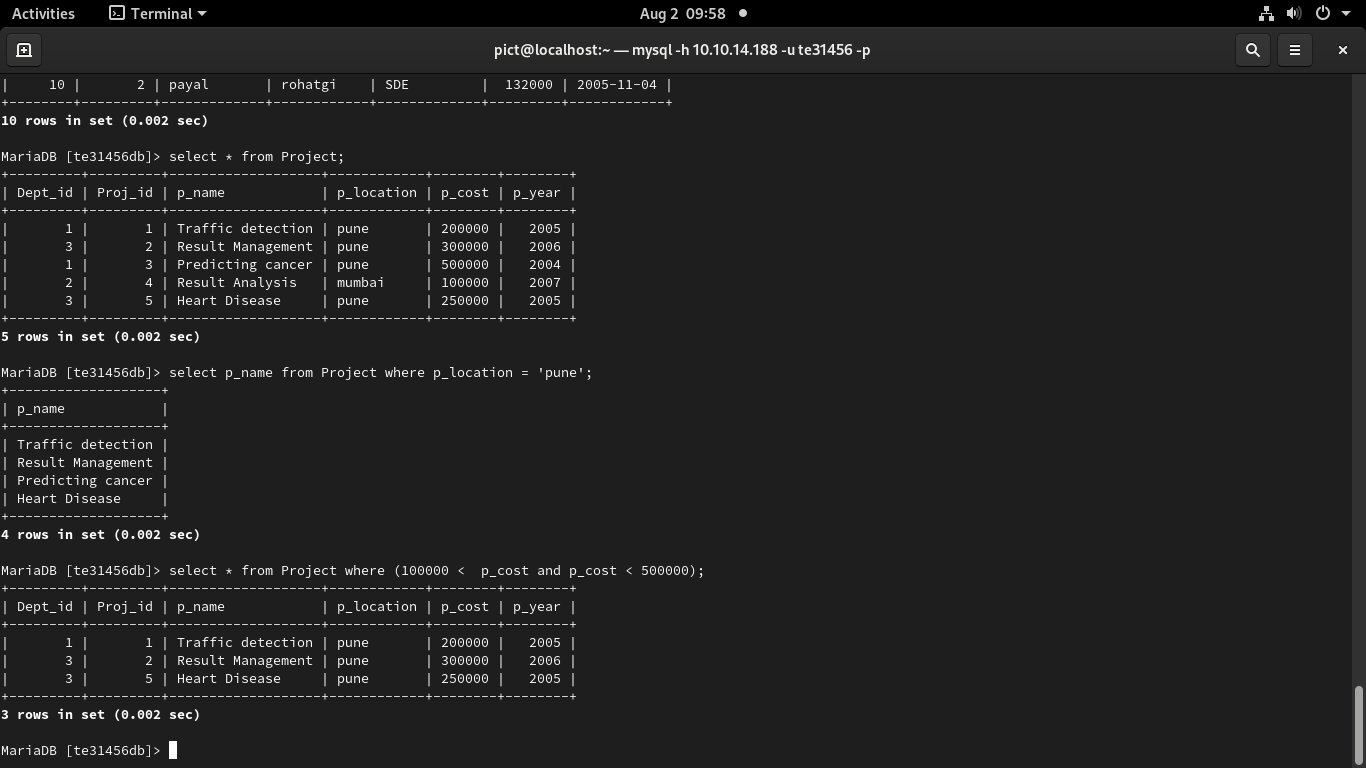 Activities Terminal Aug 2 09:58
pict@localhost:~ — mysql -h 10.10.14.188 -u te31456 -p
|      10 |       2 | payal       | rohatgi    | SDE         |  132000 | 2005-11-04 |
+---------+---------+-------------+------------+-------------+---------+------------+
10 rows in set (0.002 sec)
MariaDB [te31456db]> select * from Project;
+---------+---------+-------------------+------------+--------+--------+
| Dept_id | Proj_id | p_name            | p_location | p_cost | p_year |
+---------+---------+-------------------+------------+--------+--------+
|       1 |       1 | Traffic detection | pune       | 200000 |   2005 |
|       3 |       2 | Result Management | pune       | 300000 |   2006 |
|       1 |       3 | Predicting cancer | pune       | 500000 |   2004 |
|       2 |       4 | Result Analysis   | mumbai     | 100000 |   2007 |
|       3 |       5 | Heart Disease     | pune       | 250000 |   2005 |
+---------+---------+-------------------+------------+--------+--------+
5 rows in set (0.002 sec)
MariaDB [te31456db]> select p_name from Project where p_location = 'pune';
+-------------------+
| p_name            |
+-------------------+
| Traffic detection |
| Result Management |
| Predicting cancer |
| Heart Disease     |
+-------------------+
4 rows in set (0.002 sec)
MariaDB [te31456db]> select * from Project where (100000 <  p_cost and p_cost < 500000);
+---------+---------+-------------------+------------+--------+--------+
| Dept_id | Proj_id | p_name            | p_location | p_cost | p_year |
+---------+---------+-------------------+------------+--------+--------+
|       1 |       1 | Traffic detection | pune       | 200000 |   2005 |
|       3 |       2 | Result Management | pune       | 300000 |   2006 |
|       3 |       5 | Heart Disease     | pune       | 250000 |   2005 |
+---------+---------+-------------------+------------+--------+--------+
3 rows in set (0.002 sec)
MariaDB [te31456db]>